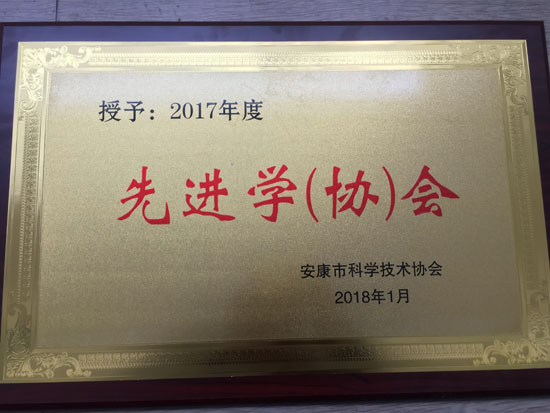 授予：2017年度
先进学(协)会
安康市科学技术协会
2018年1月